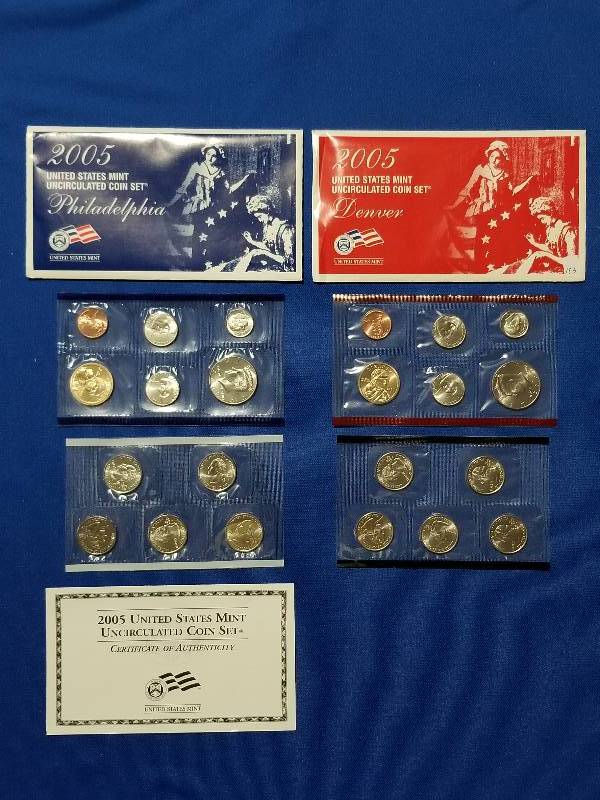 2005
UNITED STATES MINT
UNCIRCULATED COIN SET®
Philadelphia
UNITED STATES MINT
2005
UNITED STATES MINT
UNCIRCULATED COIN SET®
Denver
UNITED STATES MINT
2005 UNITED STATES MINT
UNCIRCULATED COIN SET®
CERTIFICATE OF AUTHENTICITY
UNITED STATES MINT